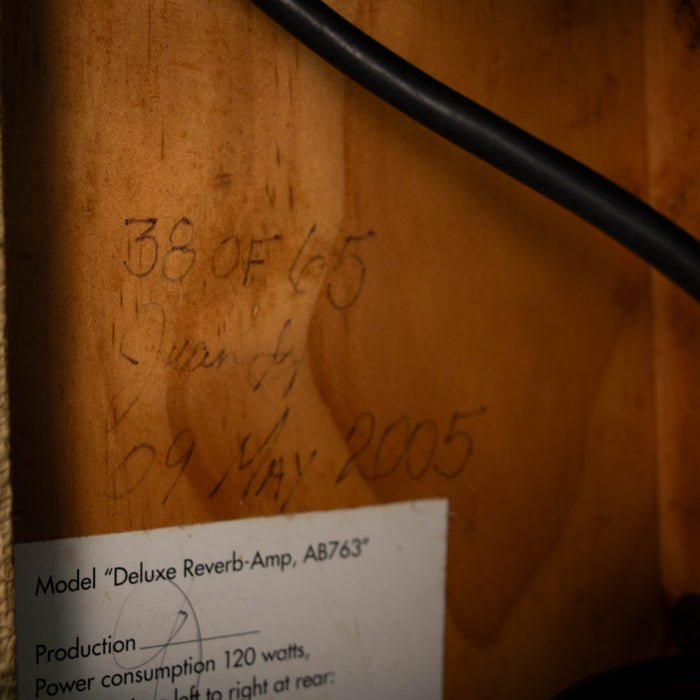 38 OF 65
09 MAY 2005
Model "Deluxe Reverb-Amp, AB763"
Production
Power consumption 120 watts,
left to right at rear: